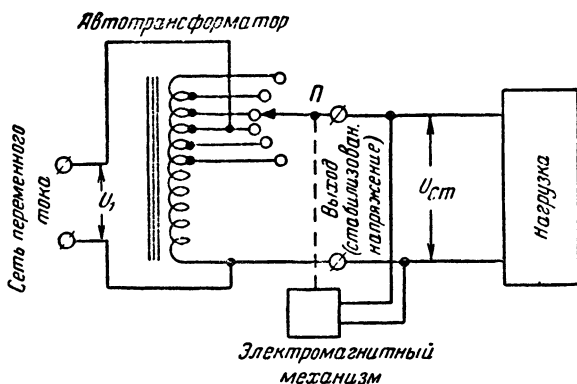 Автотрансформатор
Сеть переменного
тока
U₁
П
Выход
(стабилизован.
напряжение)
Uст
нагрузка
Электромагнитный
механизм